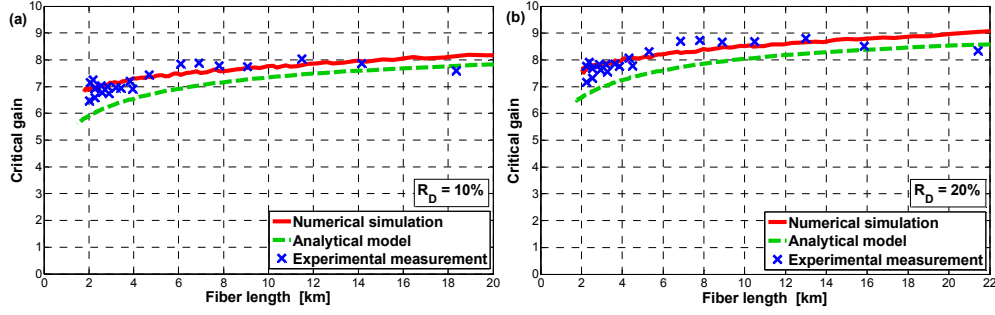 (a)
Critical gain
10
9
8
7
6
5
4
3
2
1
0
0 2 4 6 8 10 12 14 16 18 20
Fiber length [km]
R_D = 10%
Numerical simulation
Analytical model
Experimental measurement
(b)
Critical gain
10
9
8
7
6
5
4
3
2
1
0
0 2 4 6 8 10 12 14 16 18 20 22
Fiber length [km]
R_D = 20%
Numerical simulation
Analytical model
Experimental measurement